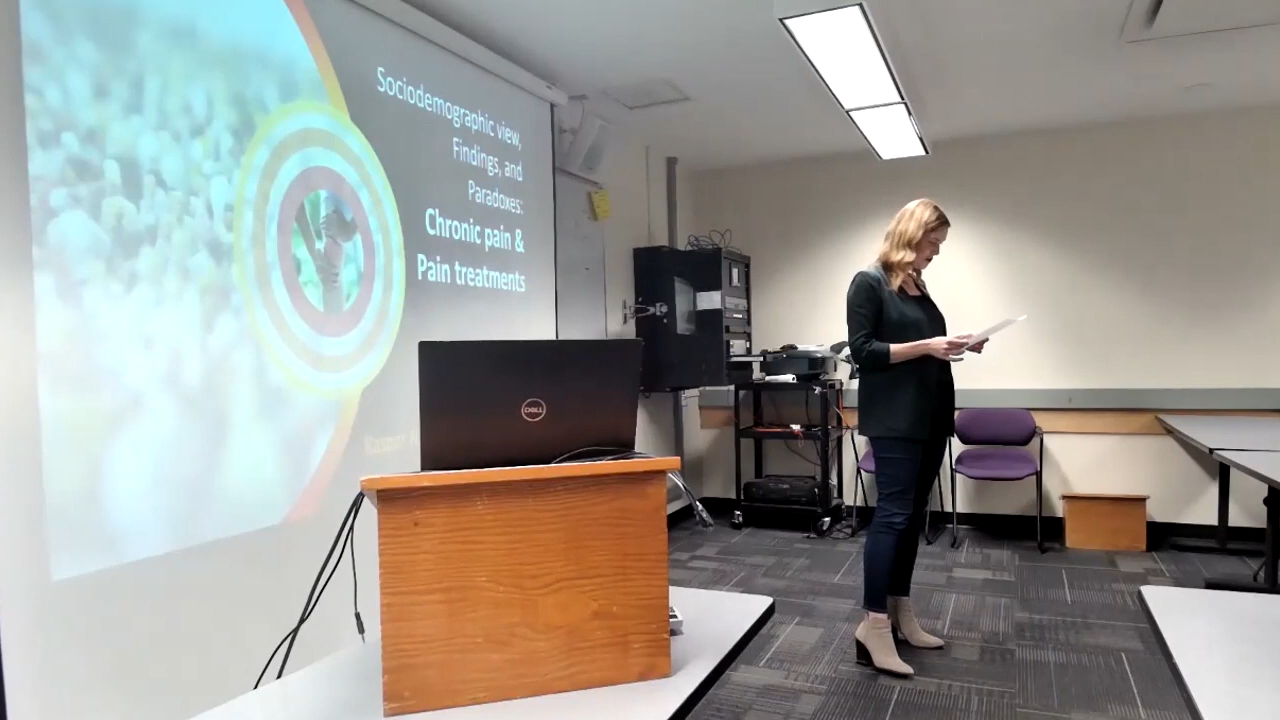 Sociodemographic view,
Findings, and
Paradoxes:
Chronic pain &
Pain treatments
DELL